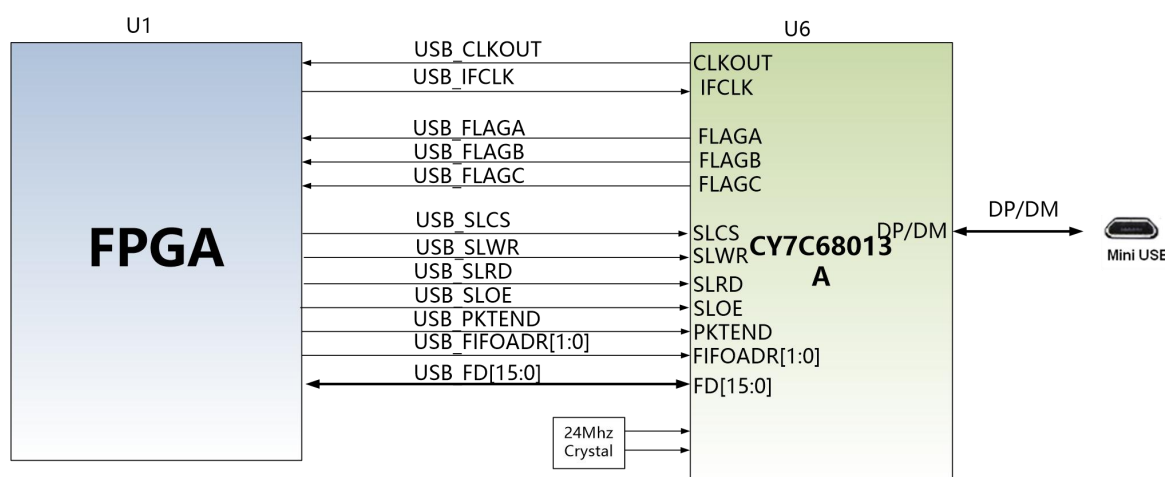 U1
U6
USB_CLKOUT
CLKOUT
USB_IFCLK
IFCLK
USB_FLAGA
FLAGA
USB_FLAGB
FLAGB
USB_FLAGC
FLAGC
FPGA
USB_SLCS
SLCS
DP/DM
DP/DM
USB_SLWR
SLWR
CY7C68013
A
Mini USB
USB_SLRD
SLRD
USB_SLOE
SLOE
USB_PKTEND
PKTEND
USB_FIFOADR[1:0]
FIFOADR[1:0]
USB_FD[15:0]
FD[15:0]
24Mhz
Crystal